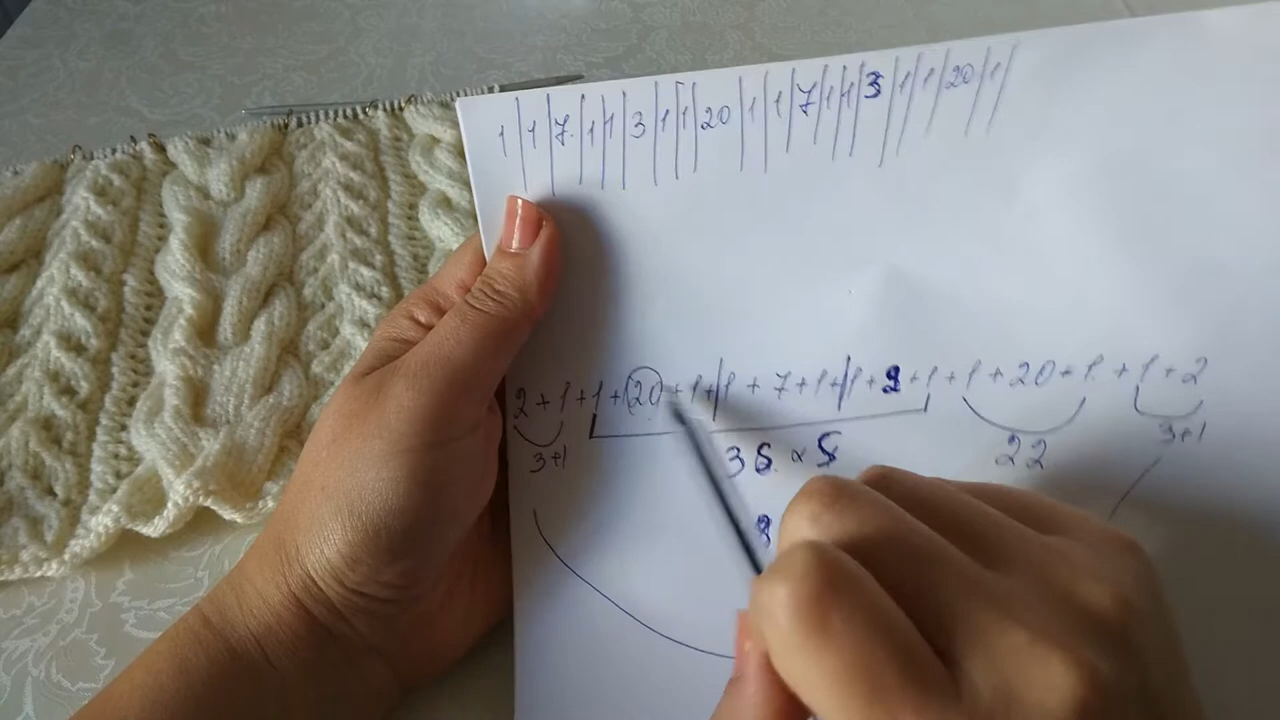 1 | 1 | 7 | 1 | 1 | 3 | 1 | 1 | 20 | 1 | 1 | 7 | 1 | 1 | 3 | 1 | 1 | 20 | 1 |
2 + 1 + 1 + 20 + 1 + 1 + 7 + 1 + 1 + 2 + 1 + 1 + 20 + 1 + 1 + 2
3+1 36 × 5 22 3+1